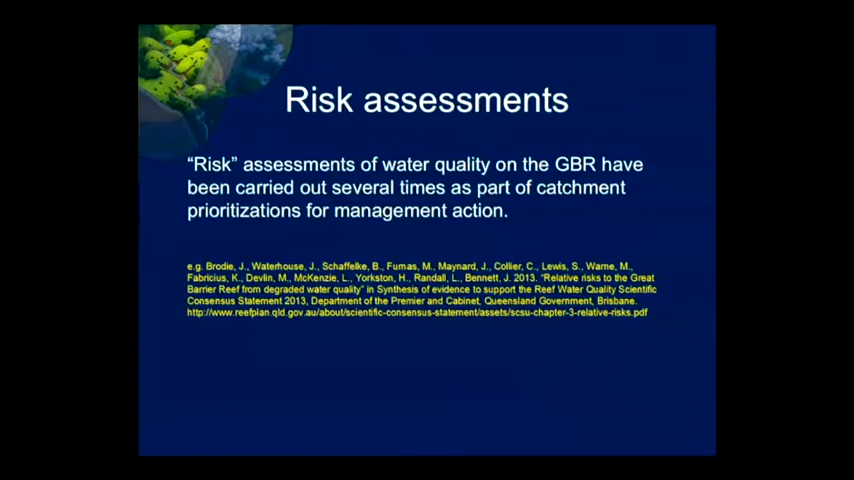 Risk assessments
“Risk” assessments of water quality on the GBR have
been carried out several times as part of catchment
prioritizations for management action.
e.g. Brodie, J., Waterhouse, J., Schaffelke, B., Furnas, M., Maynard, J., Collier, C., Lewis, S., Warne, M.,
Fabricius, K., Devlin, M., McKenzie, L., Yorkston, H., Randall, L., Bennett, J. 2013. “Relative risks to the Great
Barrier Reef from degraded water quality” in Synthesis of evidence to support the Reef Water Quality Scientific
Consensus Statement 2013, Department of the Premier and Cabinet, Queensland Government, Brisbane.
http://www.reefplan.qld.gov.au/about/scientific-consensus-statement/assets/scsu-chapter-3-relative-risks.pdf